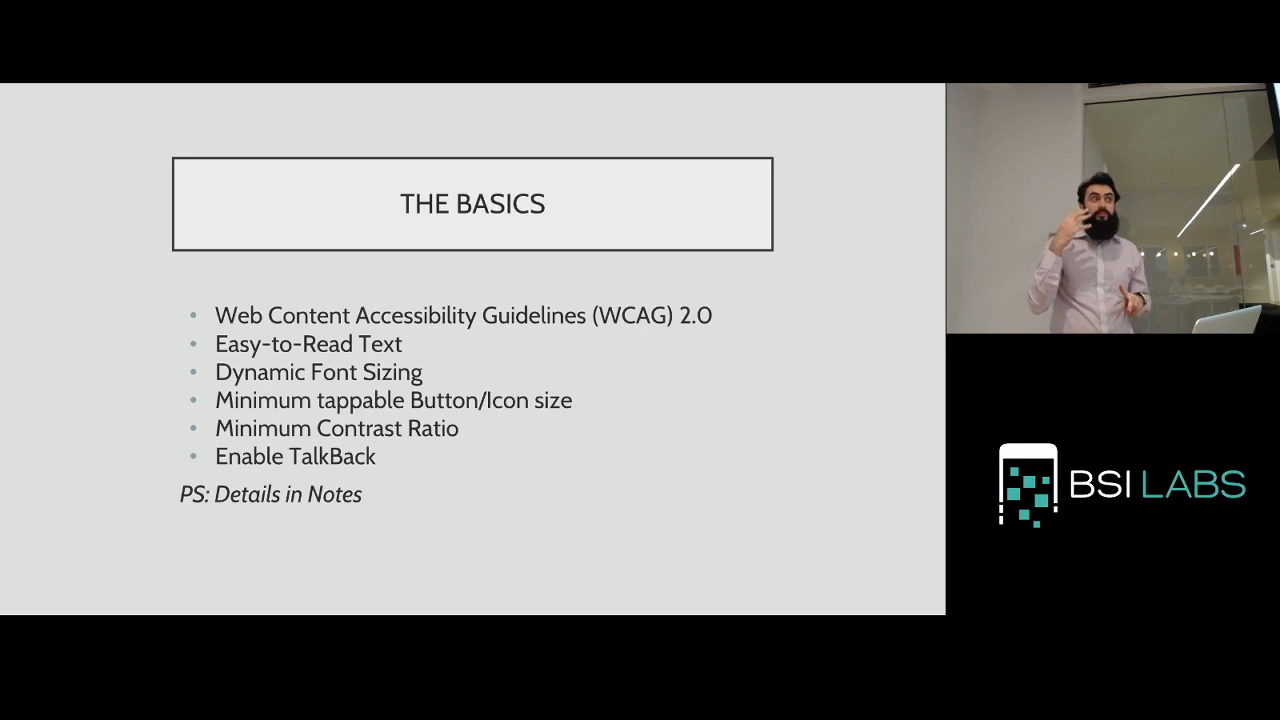 THE BASICS
• Web Content Accessibility Guidelines (WCAG) 2.0
• Easy-to-Read Text
• Dynamic Font Sizing
• Minimum tappable Button/Icon size
• Minimum Contrast Ratio
• Enable TalkBack
PS: Details in Notes
BSI LABS